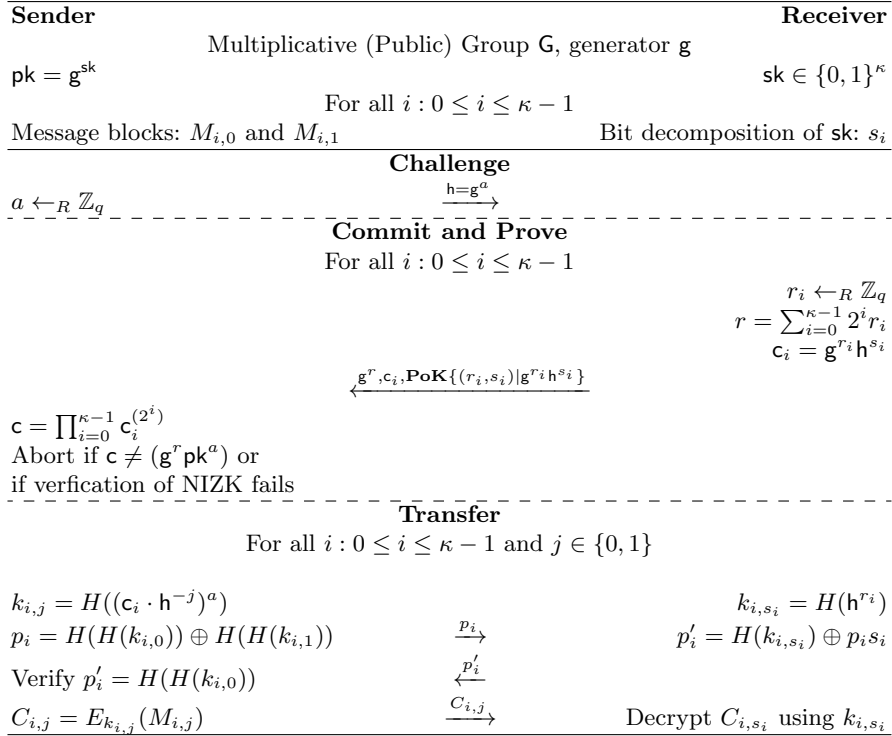 Sender Receiver
Multiplicative (Public) Group G, generator g
pk = g^sk sk ∈ {0, 1}^κ
For all i : 0 ≤ i ≤ κ − 1
Message blocks: M_{i,0} and M_{i,1} Bit decomposition of sk: s_i
Challenge
a ←_R ℤ_q h=g^a ⟶
Commit and Prove
For all i : 0 ≤ i ≤ κ − 1
r_i ←_R ℤ_q
r = ∑_{i=0}^{κ−1} 2^i r_i
c_i = g^{r_i} h^{s_i}
⟵ g^r, c_i, PoK{(r_i, s_i)|g^{r_i} h^{s_i}}
c = ∏_{i=0}^{κ−1} c_i^{(2^i)}
Abort if c ≠ (g^r pk^a) or
if verfication of NIZK fails
Transfer
For all i : 0 ≤ i ≤ κ − 1 and j ∈ {0, 1}
k_{i,j} = H((c_i · h^{−j})^a) k_{i,s_i} = H(h^{r_i})
p_i = H(H(k_{i,0})) ⊕ H(H(k_{i,1})) p_i ⟶ p'_i = H(k_{i,s_i}) ⊕ p_i s_i
Verify p'_i = H(H(k_{i,0})) p'_i ⟵
C_{i,j} = E_{k_{i,j}}(M_{i,j}) C_{i,j} ⟶ Decrypt C_{i,s_i} using k_{i,s_i}